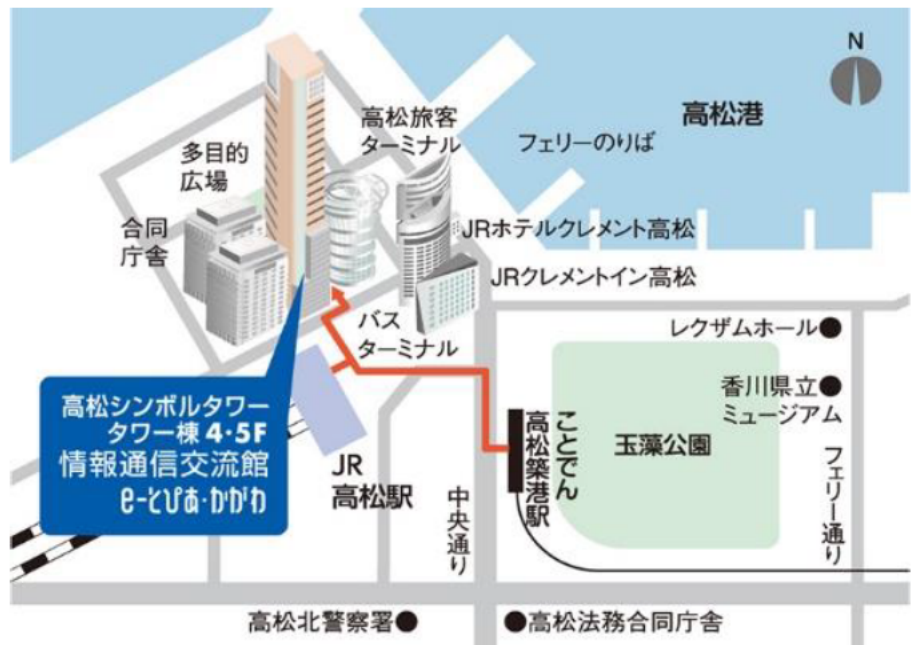 N
高松港
高松旅客
ターミナル
フェリーのりば
多目的
広場
合同
庁舎
JRホテルクレメント高松
JRクレメントイン高松
バス
ターミナル
レクザムホール●
香川県立●
ミュージアム
高松シンボルタワー
タワー棟4・5F
情報通信交流館
e-とぴあ・かがわ
JR
高松駅
中央通り
ことでん
高松築港駅
玉藻公園
フェリー通り
高松北警察署●
●高松法務合同庁舎